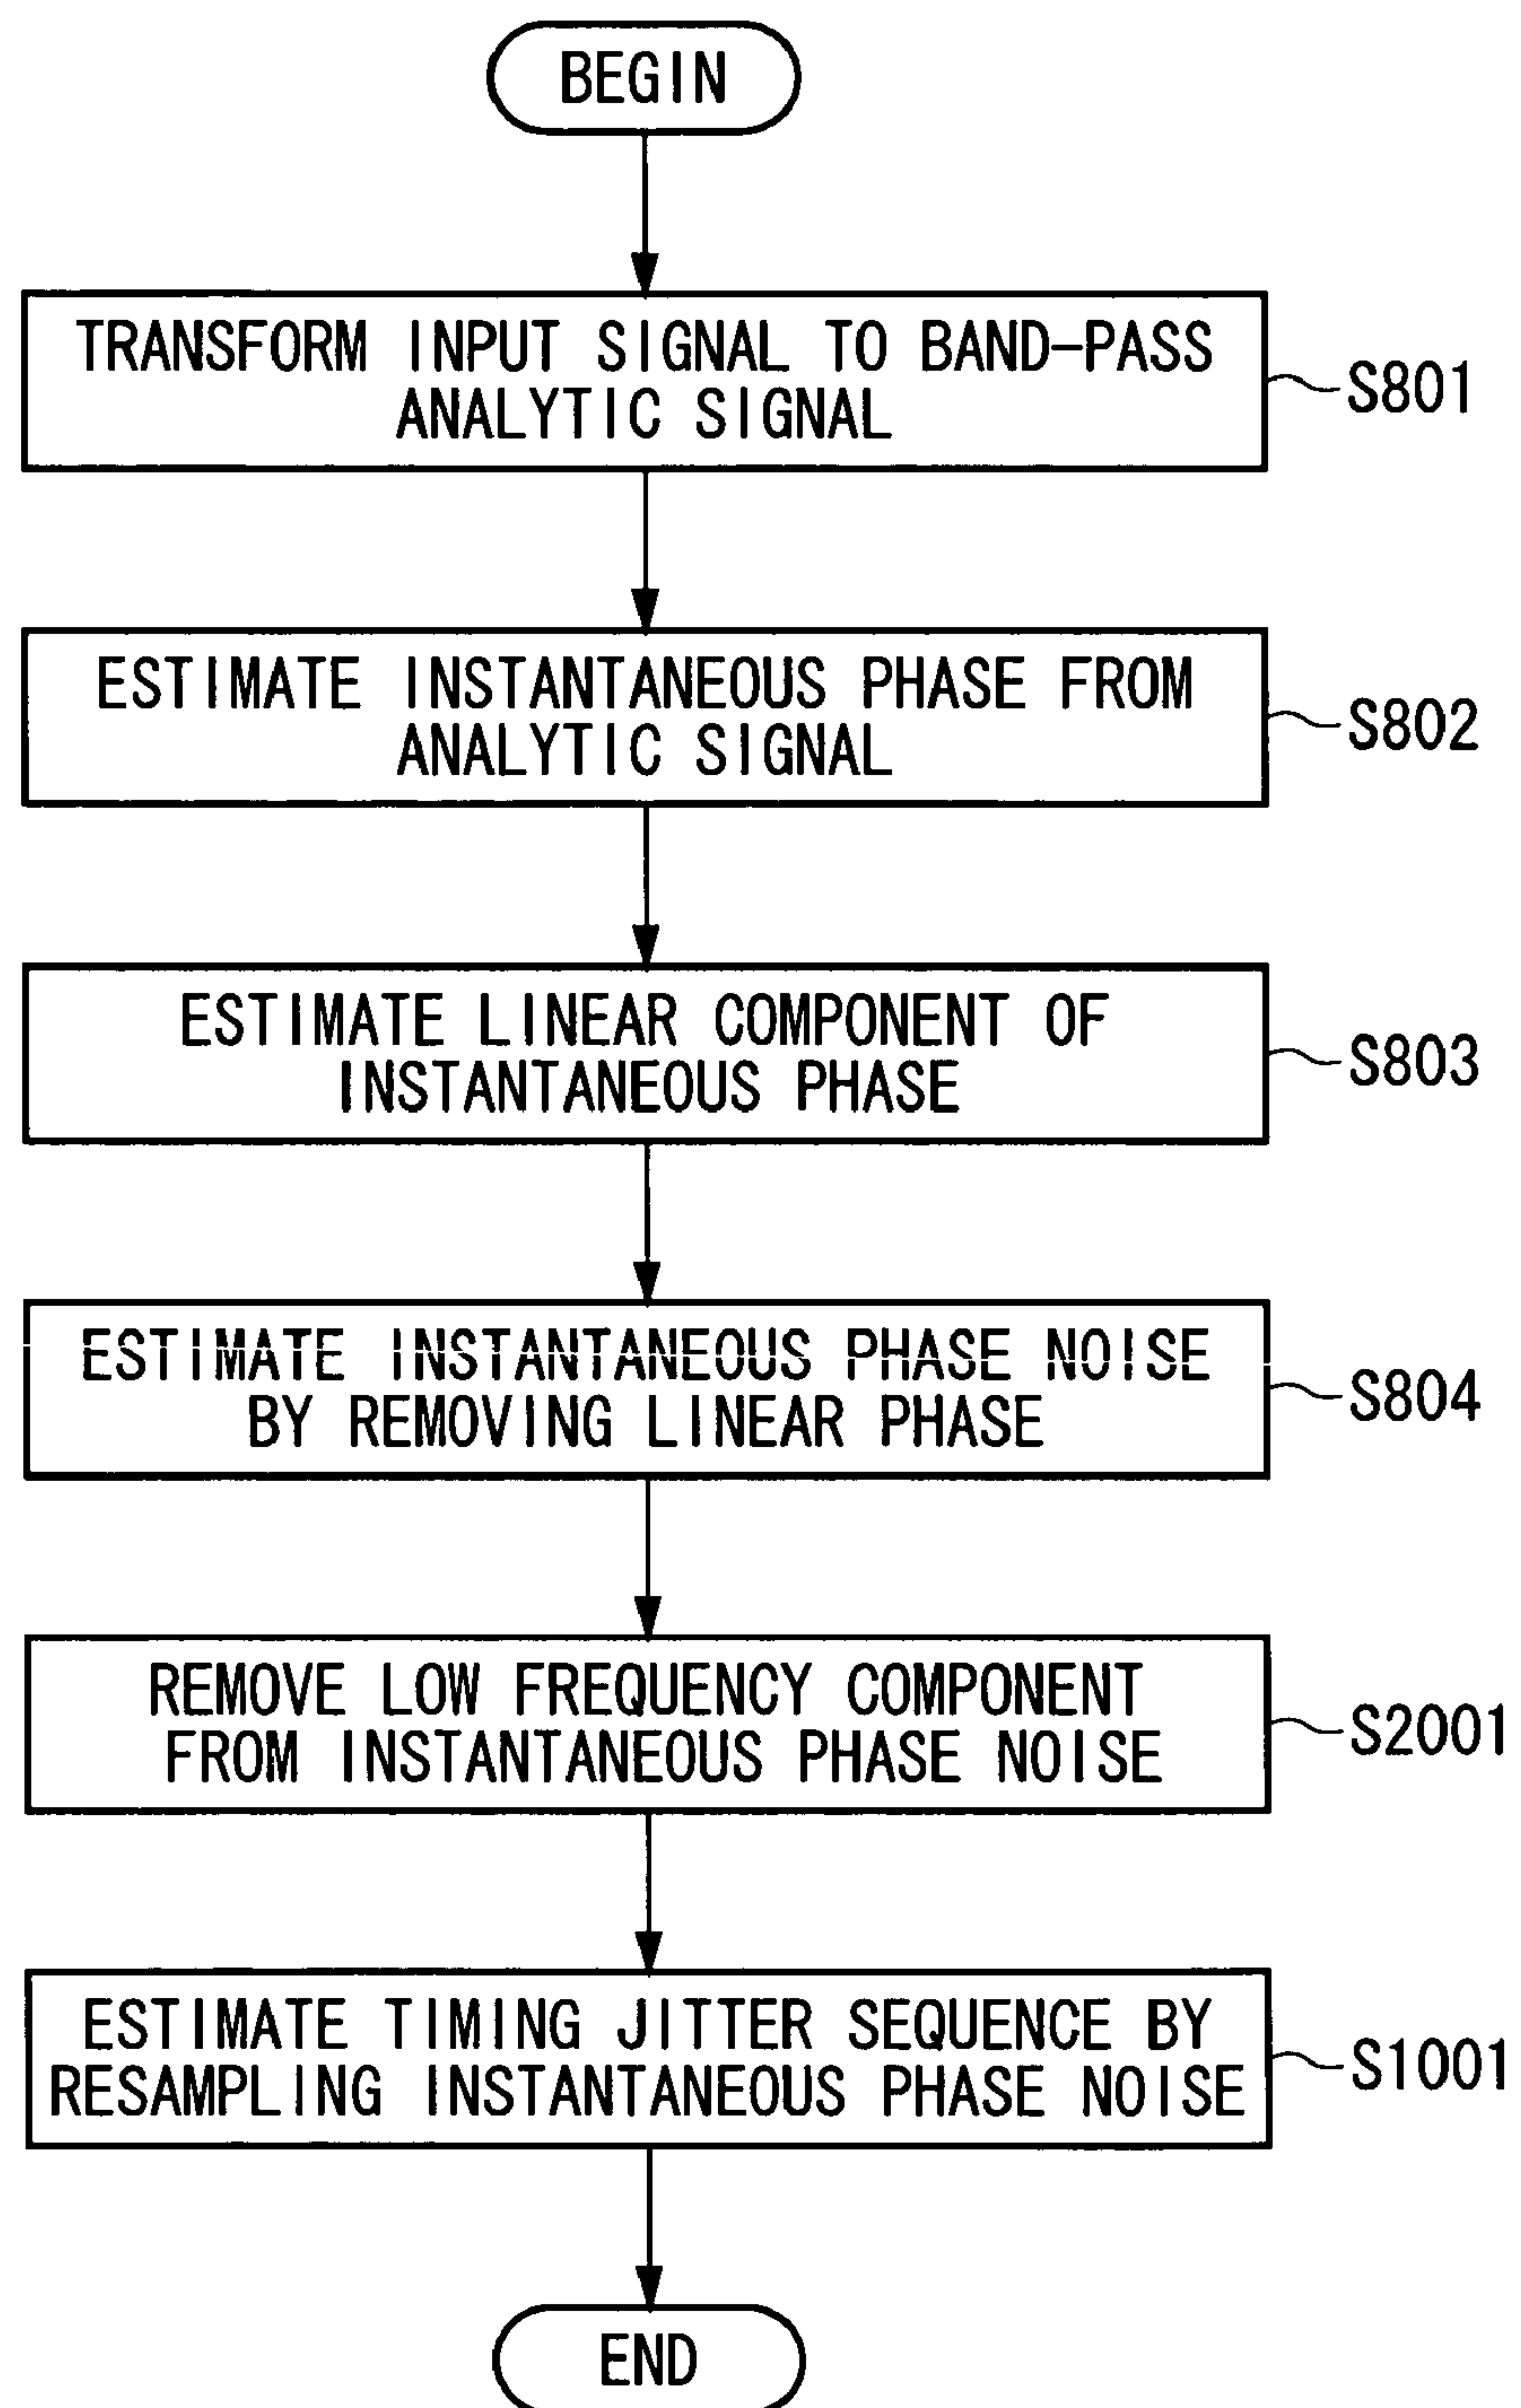 BEGIN
TRANSFORM INPUT SIGNAL TO BAND-PASS
ANALYTIC SIGNAL
S801
ESTIMATE INSTANTANEOUS PHASE FROM
ANALYTIC SIGNAL
S802
ESTIMATE LINEAR COMPONENT OF
INSTANTANEOUS PHASE
S803
ESTIMATE INSTANTANEOUS PHASE NOISE
BY REMOVING LINEAR PHASE
S804
REMOVE LOW FREQUENCY COMPONENT
FROM INSTANTANEOUS PHASE NOISE
S2001
ESTIMATE TIMING JITTER SEQUENCE BY
RESAMPLING INSTANTANEOUS PHASE NOISE
S1001
END